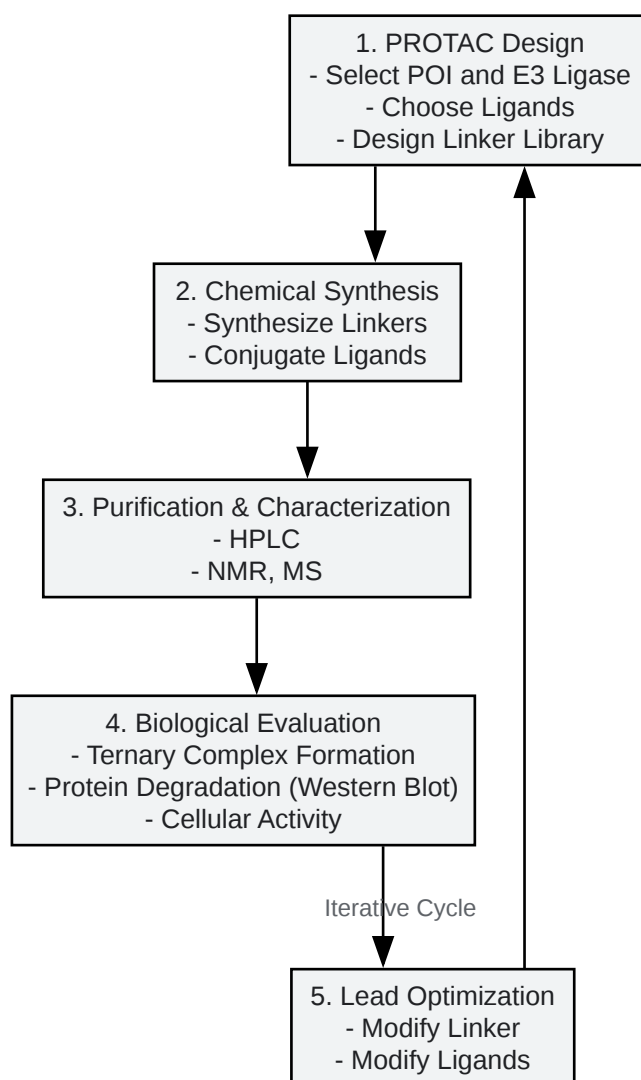 1. PROTAC Design
- Select POI and E3 Ligase
- Choose Ligands
- Design Linker Library
2. Chemical Synthesis
- Synthesize Linkers
- Conjugate Ligands
3. Purification & Characterization
- HPLC
- NMR, MS
4. Biological Evaluation
- Ternary Complex Formation
- Protein Degradation (Western Blot)
- Cellular Activity
Iterative Cycle
5. Lead Optimization
- Modify Linker
- Modify Ligands